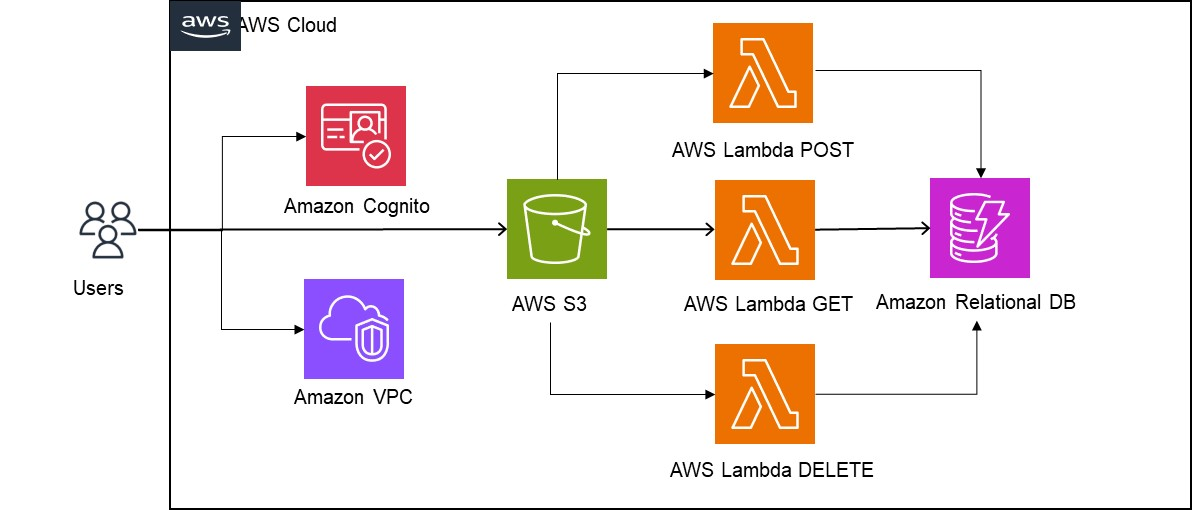 aws
AWS Cloud
AWS Lambda POST
Amazon Cognito
Users
AWS S3
AWS Lambda GET
Amazon Relational DB
Amazon VPC
AWS Lambda DELETE